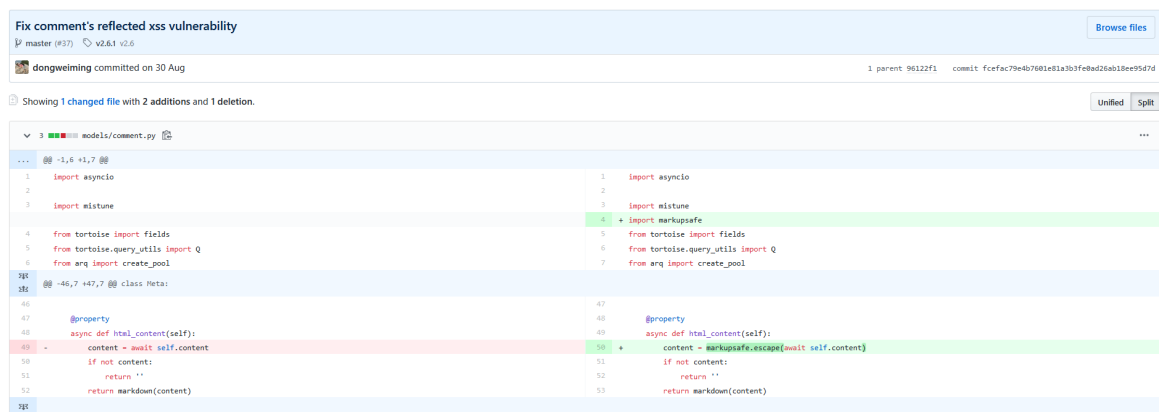 Fix comment's reflected xss vulnerability
Browse files
master (#37) v2.6.1 v2.6
dongweiming committed on 30 Aug
1 parent 96122f1 commit fcefac79e4b7601e81a3b3fe0ad26ab18ee95d7d
Showing 1 changed file with 2 additions and 1 deletion.
Unified Split
3 models/comment.py
... @@ -1,6 +1,7 @@
1 import asyncio 1 import asyncio
2 2
3 import mistune 3 import mistune
4 + import markupsafe
4 from tortoise import fields 5 from tortoise import fields
5 from tortoise.query_utils import Q 6 from tortoise.query_utils import Q
6 from arq import create_pool 7 from arq import create_pool
@@ -46,7 +47,7 @@ class Meta:
46 47
47 @property 48 @property
48 async def html_content(self): 49 async def html_content(self):
49 - content = await self.content 50 + content = markupsafe.escape(await self.content)
50 if not content: 51 if not content:
51 return '' 52 return ''
52 return markdown(content) 53 return markdown(content)